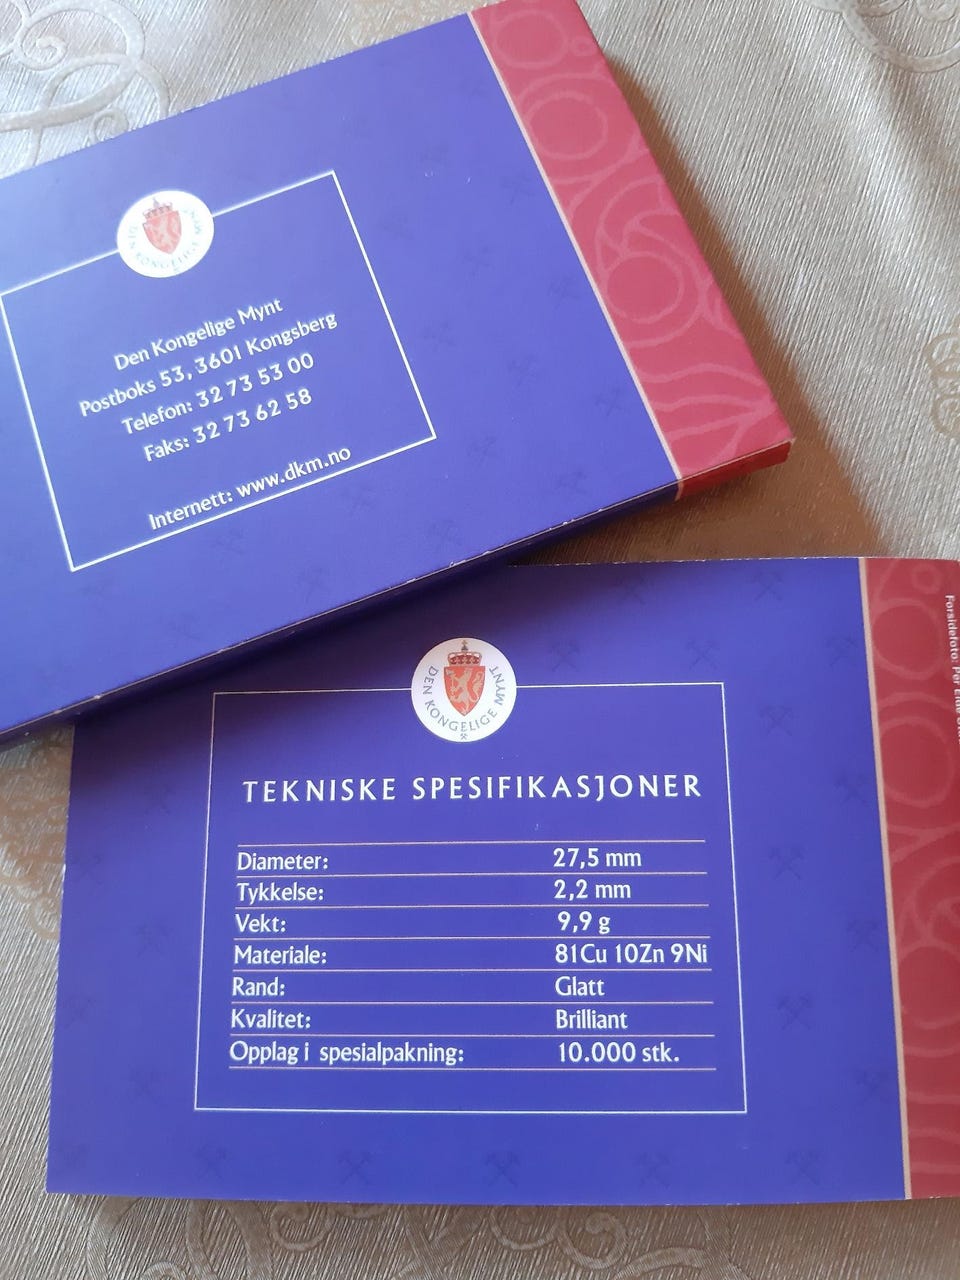 DEN KONGELIGE MYNT
Den Kongelige Mynt
Postboks 53, 3601 Kongsberg
Telefon: 32 73 53 00
Faks: 32 73 62 58
Internett: www.dkm.no
DEN KONGELIGE MYNT
TEKNISKE SPESIFIKASJONER
Diameter: 27,5 mm
Tykkelse: 2,2 mm
Vekt: 9,9 g
Materiale: 81Cu 10Zn 9Ni
Rand: Glatt
Kvalitet: Brilliant
Opplag i spesialpakning: 10.000 stk.
Forsidefoto: Per